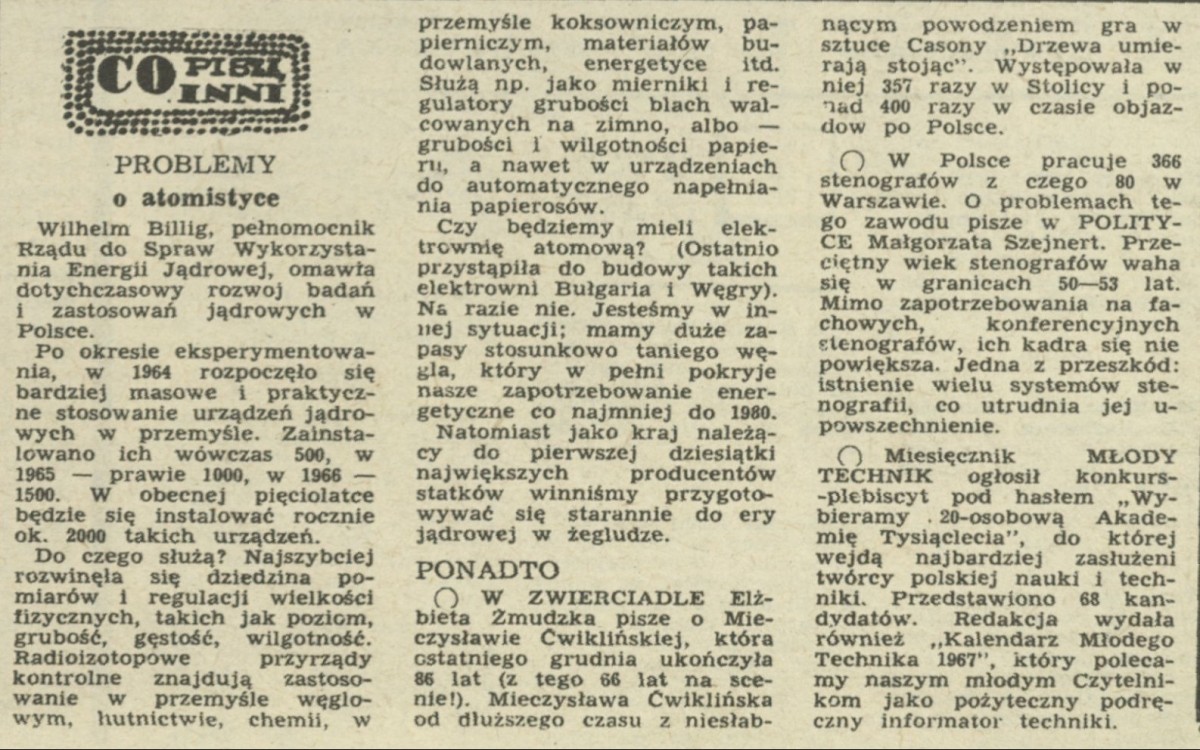 CO PISZĄ
INNI
PROBLEMY
o atomistyce
Wilhelm Billig, pełnomocnik
Rządu do Spraw Wykorzysta-
nia Energii Jądrowej, omawia
dotychczasowy rozwoj badań
i zastosowań jądrowych w
Polsce.
Po okresie eksperymentowa-
nia, w 1964 rozpoczęło się
bardziej masowe i praktycz-
ne stosowanie urządzeń jądro-
wych w przemyśle. Zainsta-
lowano ich wówczas 500, w
1965 — prawie 1000, w 1966 —
1500. W obecnej pięciolatce
będzie się instalować rocznie
ok. 2000 takich urządzeń.
Do czego służą? Najszybciej
rozwinęła się dziedzina po-
miarów i regulacji wielkości
fizycznych, takich jak poziom,
grubość, gęstość, wilgotność.
Radioizotopowe przyrządy
kontrolne znajdują zastoso-
wanie w przemyśle węglo-
wym, hutnictwie, chemii, w
przemyśle koksowniczym, pa-
pierniczym, materiałów bu-
dowlanych, energetyce itd.
Służą np. jako mierniki i re-
gulatory grubości blach wal-
cowanych na zimno, albo —
grubości i wilgotności papie-
ru, a nawet w urządzeniach
do automatycznego napełnia-
nia papierosów.
Czy będziemy mieli elek-
trownię atomową? (Ostatnio
przystąpiła do budowy takich
elektrowni Bułgaria i Węgry).
Na razie nie. Jesteśmy w in-
nej sytuacji; mamy duże za-
pasy stosunkowo taniego wę-
gla, który w pełni pokryje
nasze zapotrzebowanie ener-
getyczne co najmniej do 1980.
Natomiast jako kraj należą-
cy do pierwszej dziesiątki
największych producentów
statków winniśmy przygoto-
wywać się starannie do ery
jądrowej w żegludze.
PONADTO
○ W ZWIERCIADLE Elż-
bieta Żmudzka pisze o Mie-
czysławie Ćwiklińskiej, która
ostatniego grudnia ukończyła
86 lat (z tego 66 lat na sce-
nie!). Mieczysława Ćwiklińska
od dłuższego czasu z niesłab-
nącym powodzeniem gra w
sztuce Casony „Drzewa umie-
rają stojąc”. Występowała w
niej 357 razy w Stolicy i po-
nad 400 razy w czasie objaz-
dow po Polsce.
○ W Polsce pracuje 366
stenografów z czego 80 w
Warszawie. O problemach te-
go zawodu pisze w POLITY-
CE Małgorzata Szejnert. Prze-
ciętny wiek stenografów waha
się w granicach 50—53 lat.
Mimo zapotrzebowania na fa-
chowych, konferencyjnych
stenografów, ich kadra się nie
powiększa. Jedna z przeszkód:
istnienie wielu systemów ste-
nografii, co utrudnia jej u-
powszechnienie.
○ Miesięcznik MŁODY
TECHNIK ogłosił konkurs-
-plebiscyt pod hasłem „Wy-
bieramy 20-osobową Akade-
mię Tysiąclecia”, do której
wejdą najbardziej zasłużeni
twórcy polskiej nauki i tech-
niki. Przedstawiono 68 kan-
dydatów. Redakcja wydała
również „Kalendarz Młodego
Technika 1967”, który poleca-
my naszym młodym Czytelni-
kom jako pożyteczny podrę-
czny informator techniki.